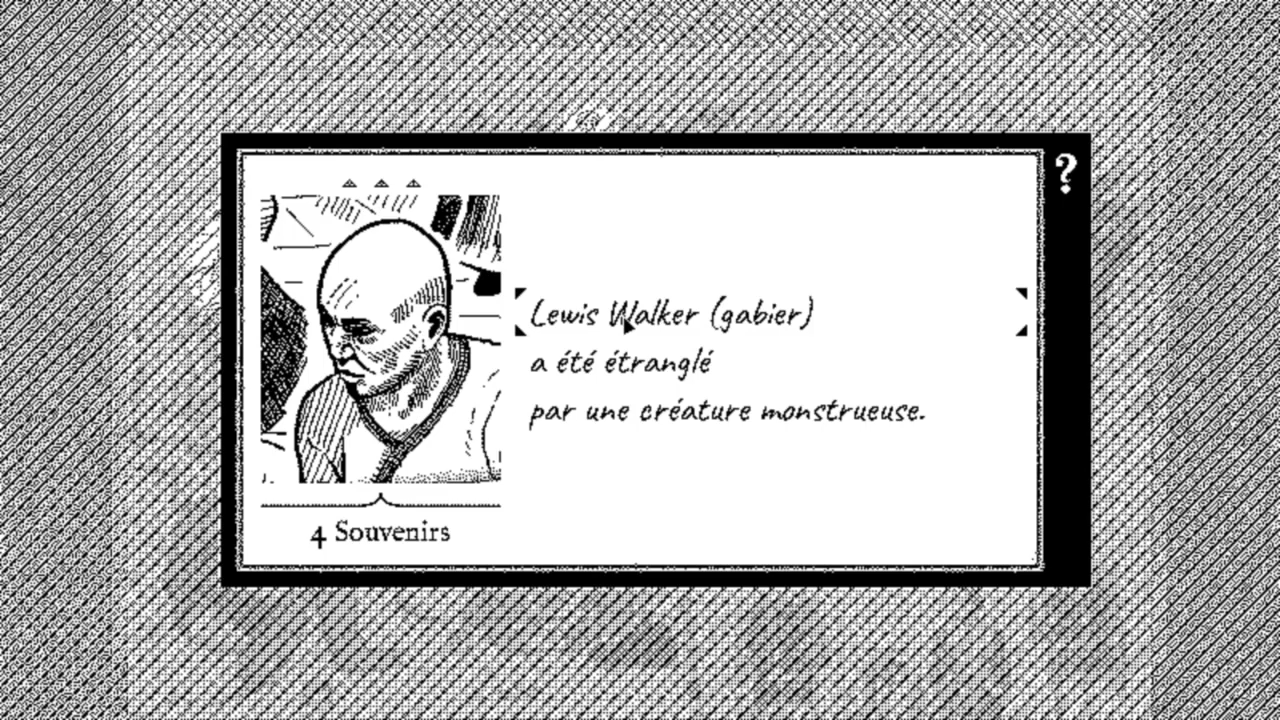 ?
Lewis Walker (gabier)
a été étranglé
par une créature monstrueuse.
4 Souvenirs